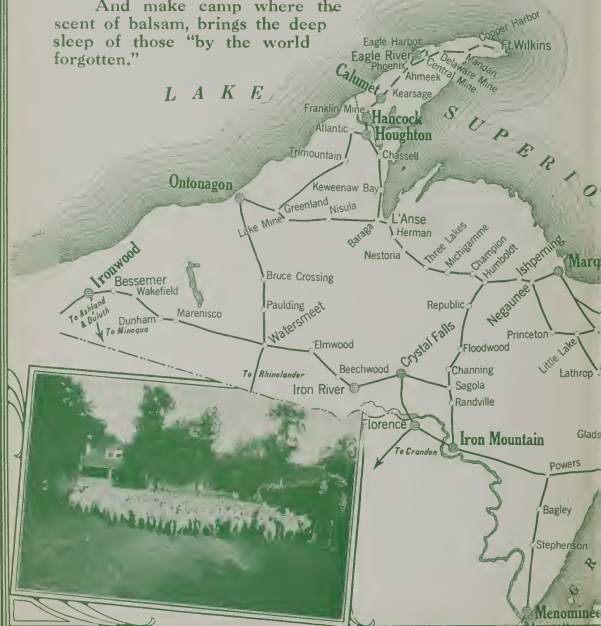 And make camp where the
scent of balsam, brings the deep
sleep of those “by the world
forgotten.”
LAKE SUPERIO
Copper Harbor
Eagle Harbor
Ft. Wilkins
Eagle River
Mandan
Delaware Mine
Phoenix
Central Mine
Ahmeek
Calumet
Kearsage
Franklin Mine
Hancock
Atlantic
Houghton
Trimountain
Chassell
Ontonagon
Keweenaw Bay
Greenland
Nisula
Lake Mine
L'Anse
Baraga
Herman
Nestoria
Three Lakes
Michigamme
Champion
Humboldt
Ishpeming
Marq
Negaunee
Ironwood
Bessemer
Wakefield
To Ashland
& Duluth
To Minoqua
Dunham
Marenisco
Bruce Crossing
Paulding
Watersmeet
Republic
Princeton
Little Lake
Lathrop
Elmwood
Crystal Falls
Floodwood
Beechwood
Channing
To Rhinelander
Iron River
Sagola
Randville
Florence
Iron Mountain
To Crandon
Glads
Powers
Bagley
Stephenson
G R
Menominee